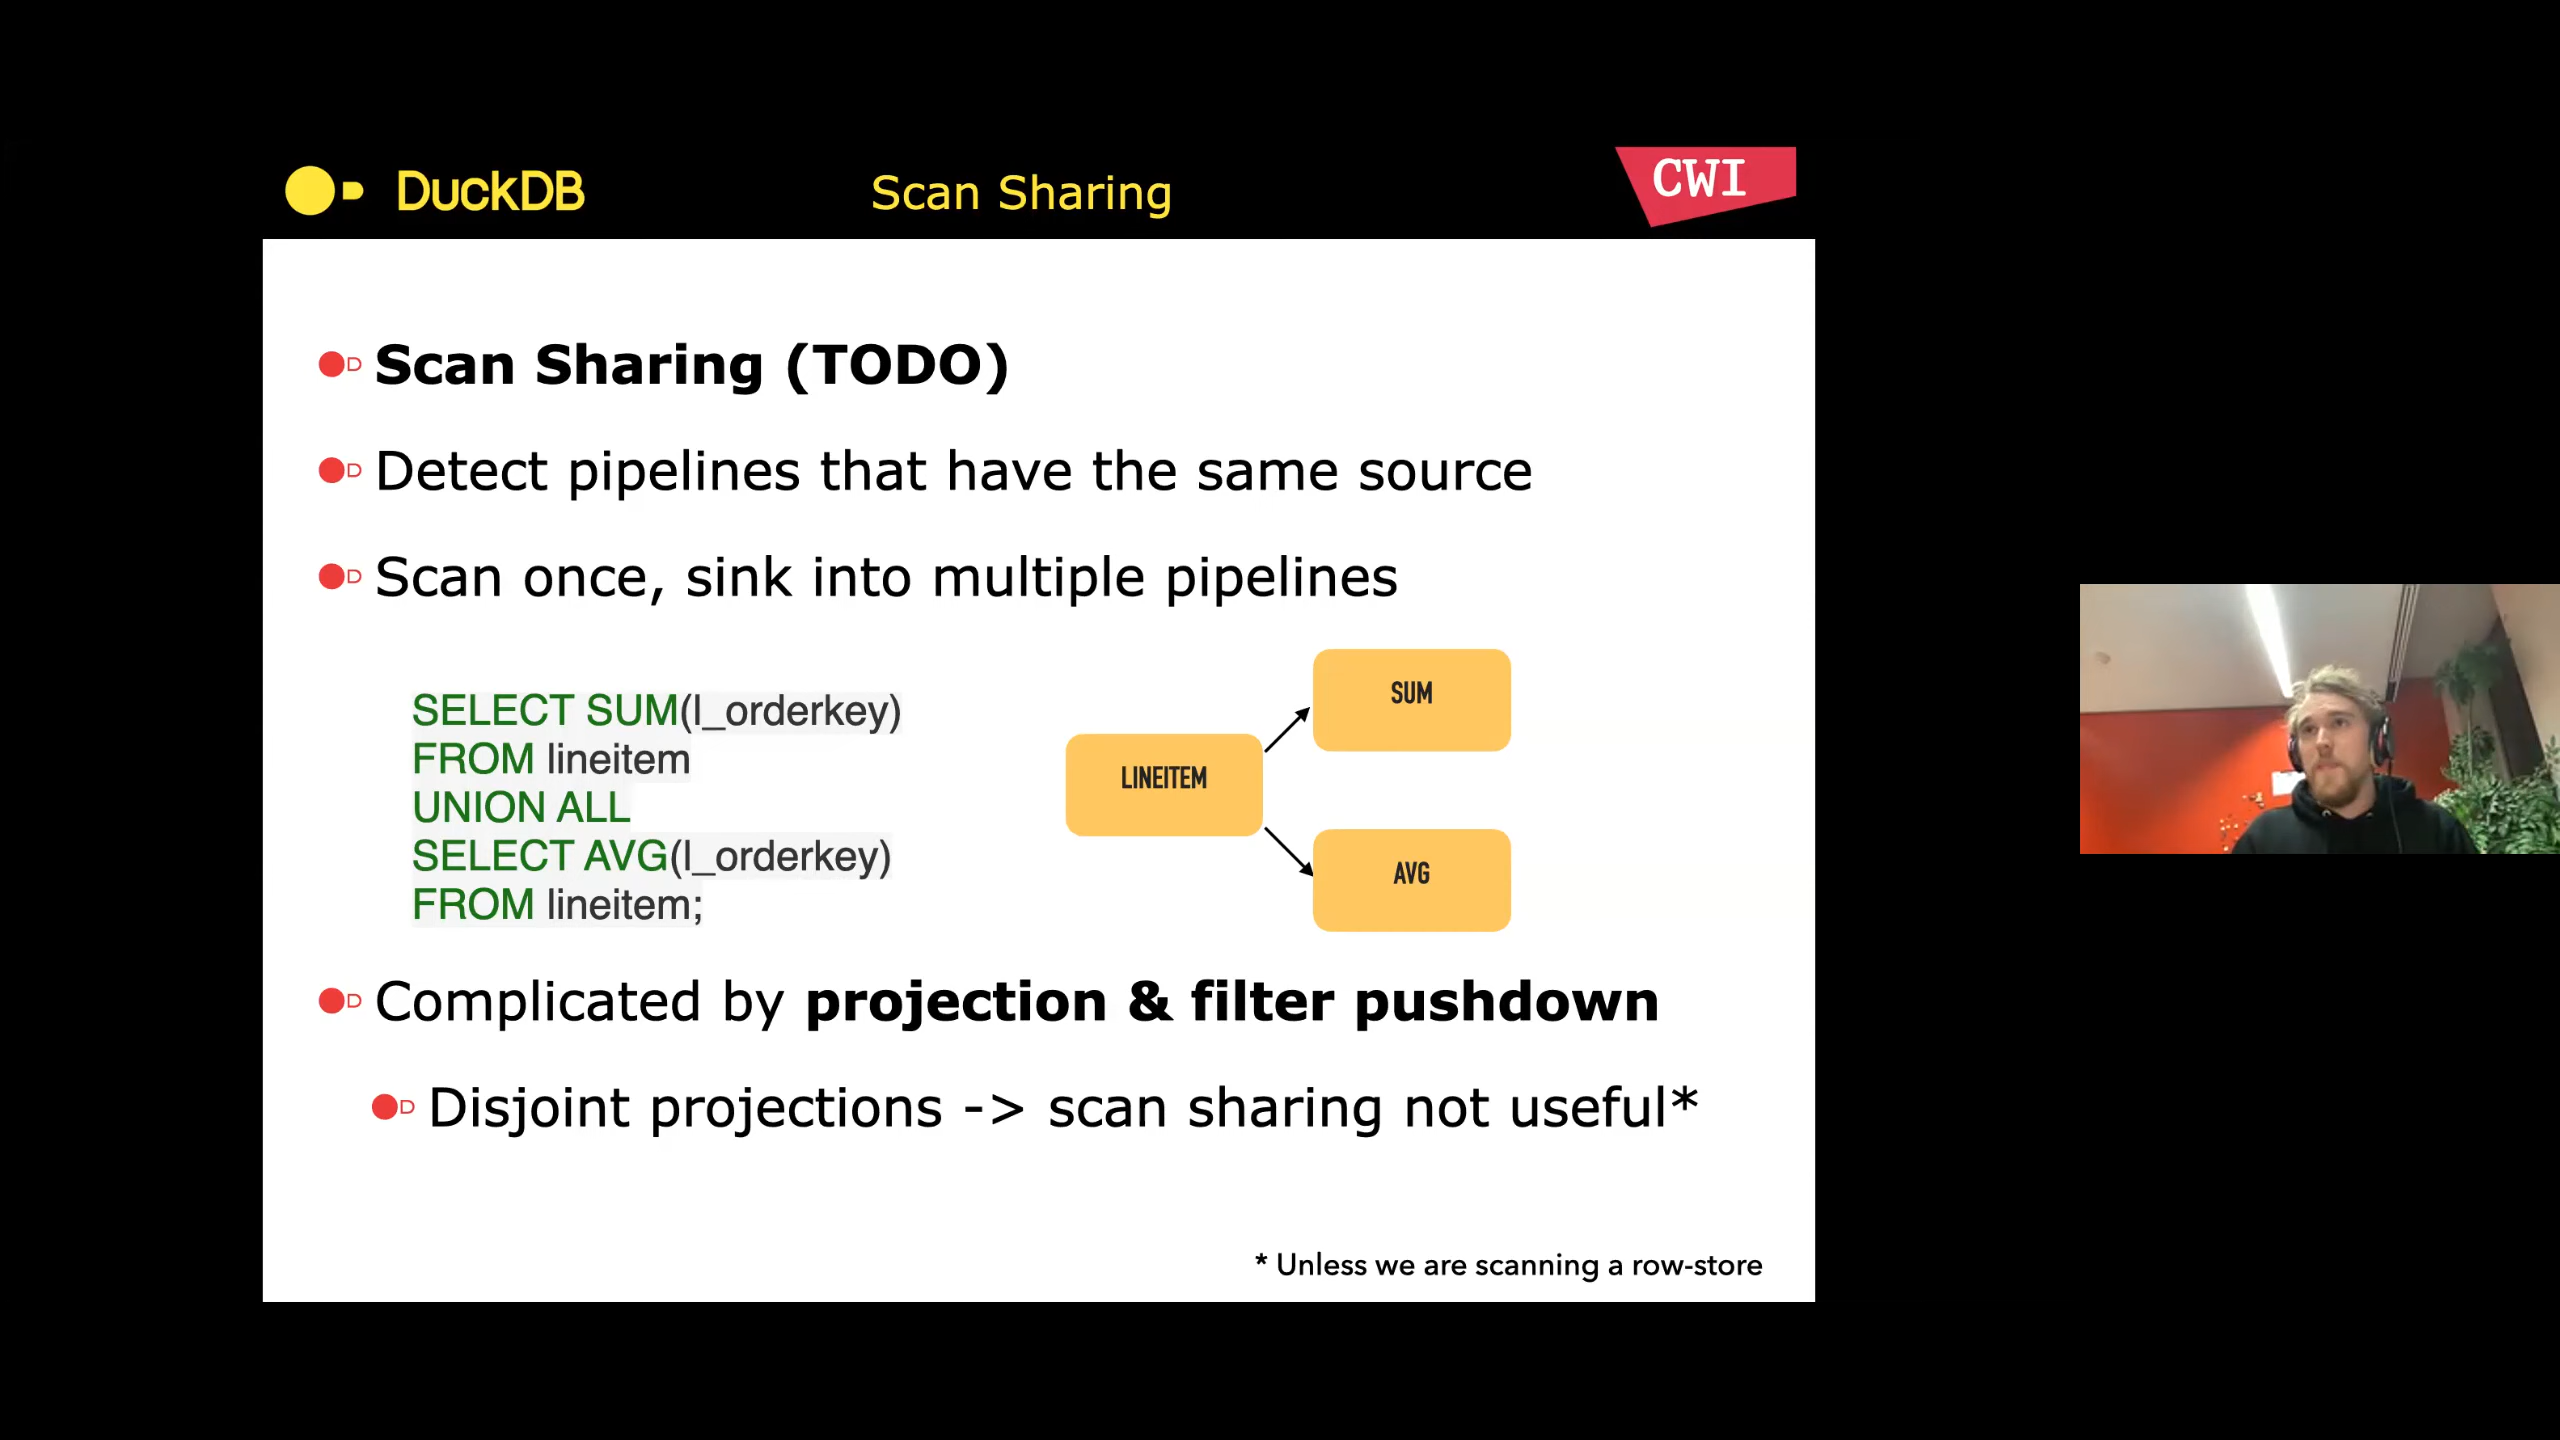 DuckDB
Scan Sharing
CWI
Scan Sharing (TODO)
Detect pipelines that have the same source
Scan once, sink into multiple pipelines
SELECT SUM(l_orderkey)
FROM lineitem
UNION ALL
SELECT AVG(l_orderkey)
FROM lineitem;
LINEITEM
SUM
AVG
Complicated by projection & filter pushdown
Disjoint projections -> scan sharing not useful*
* Unless we are scanning a row-store